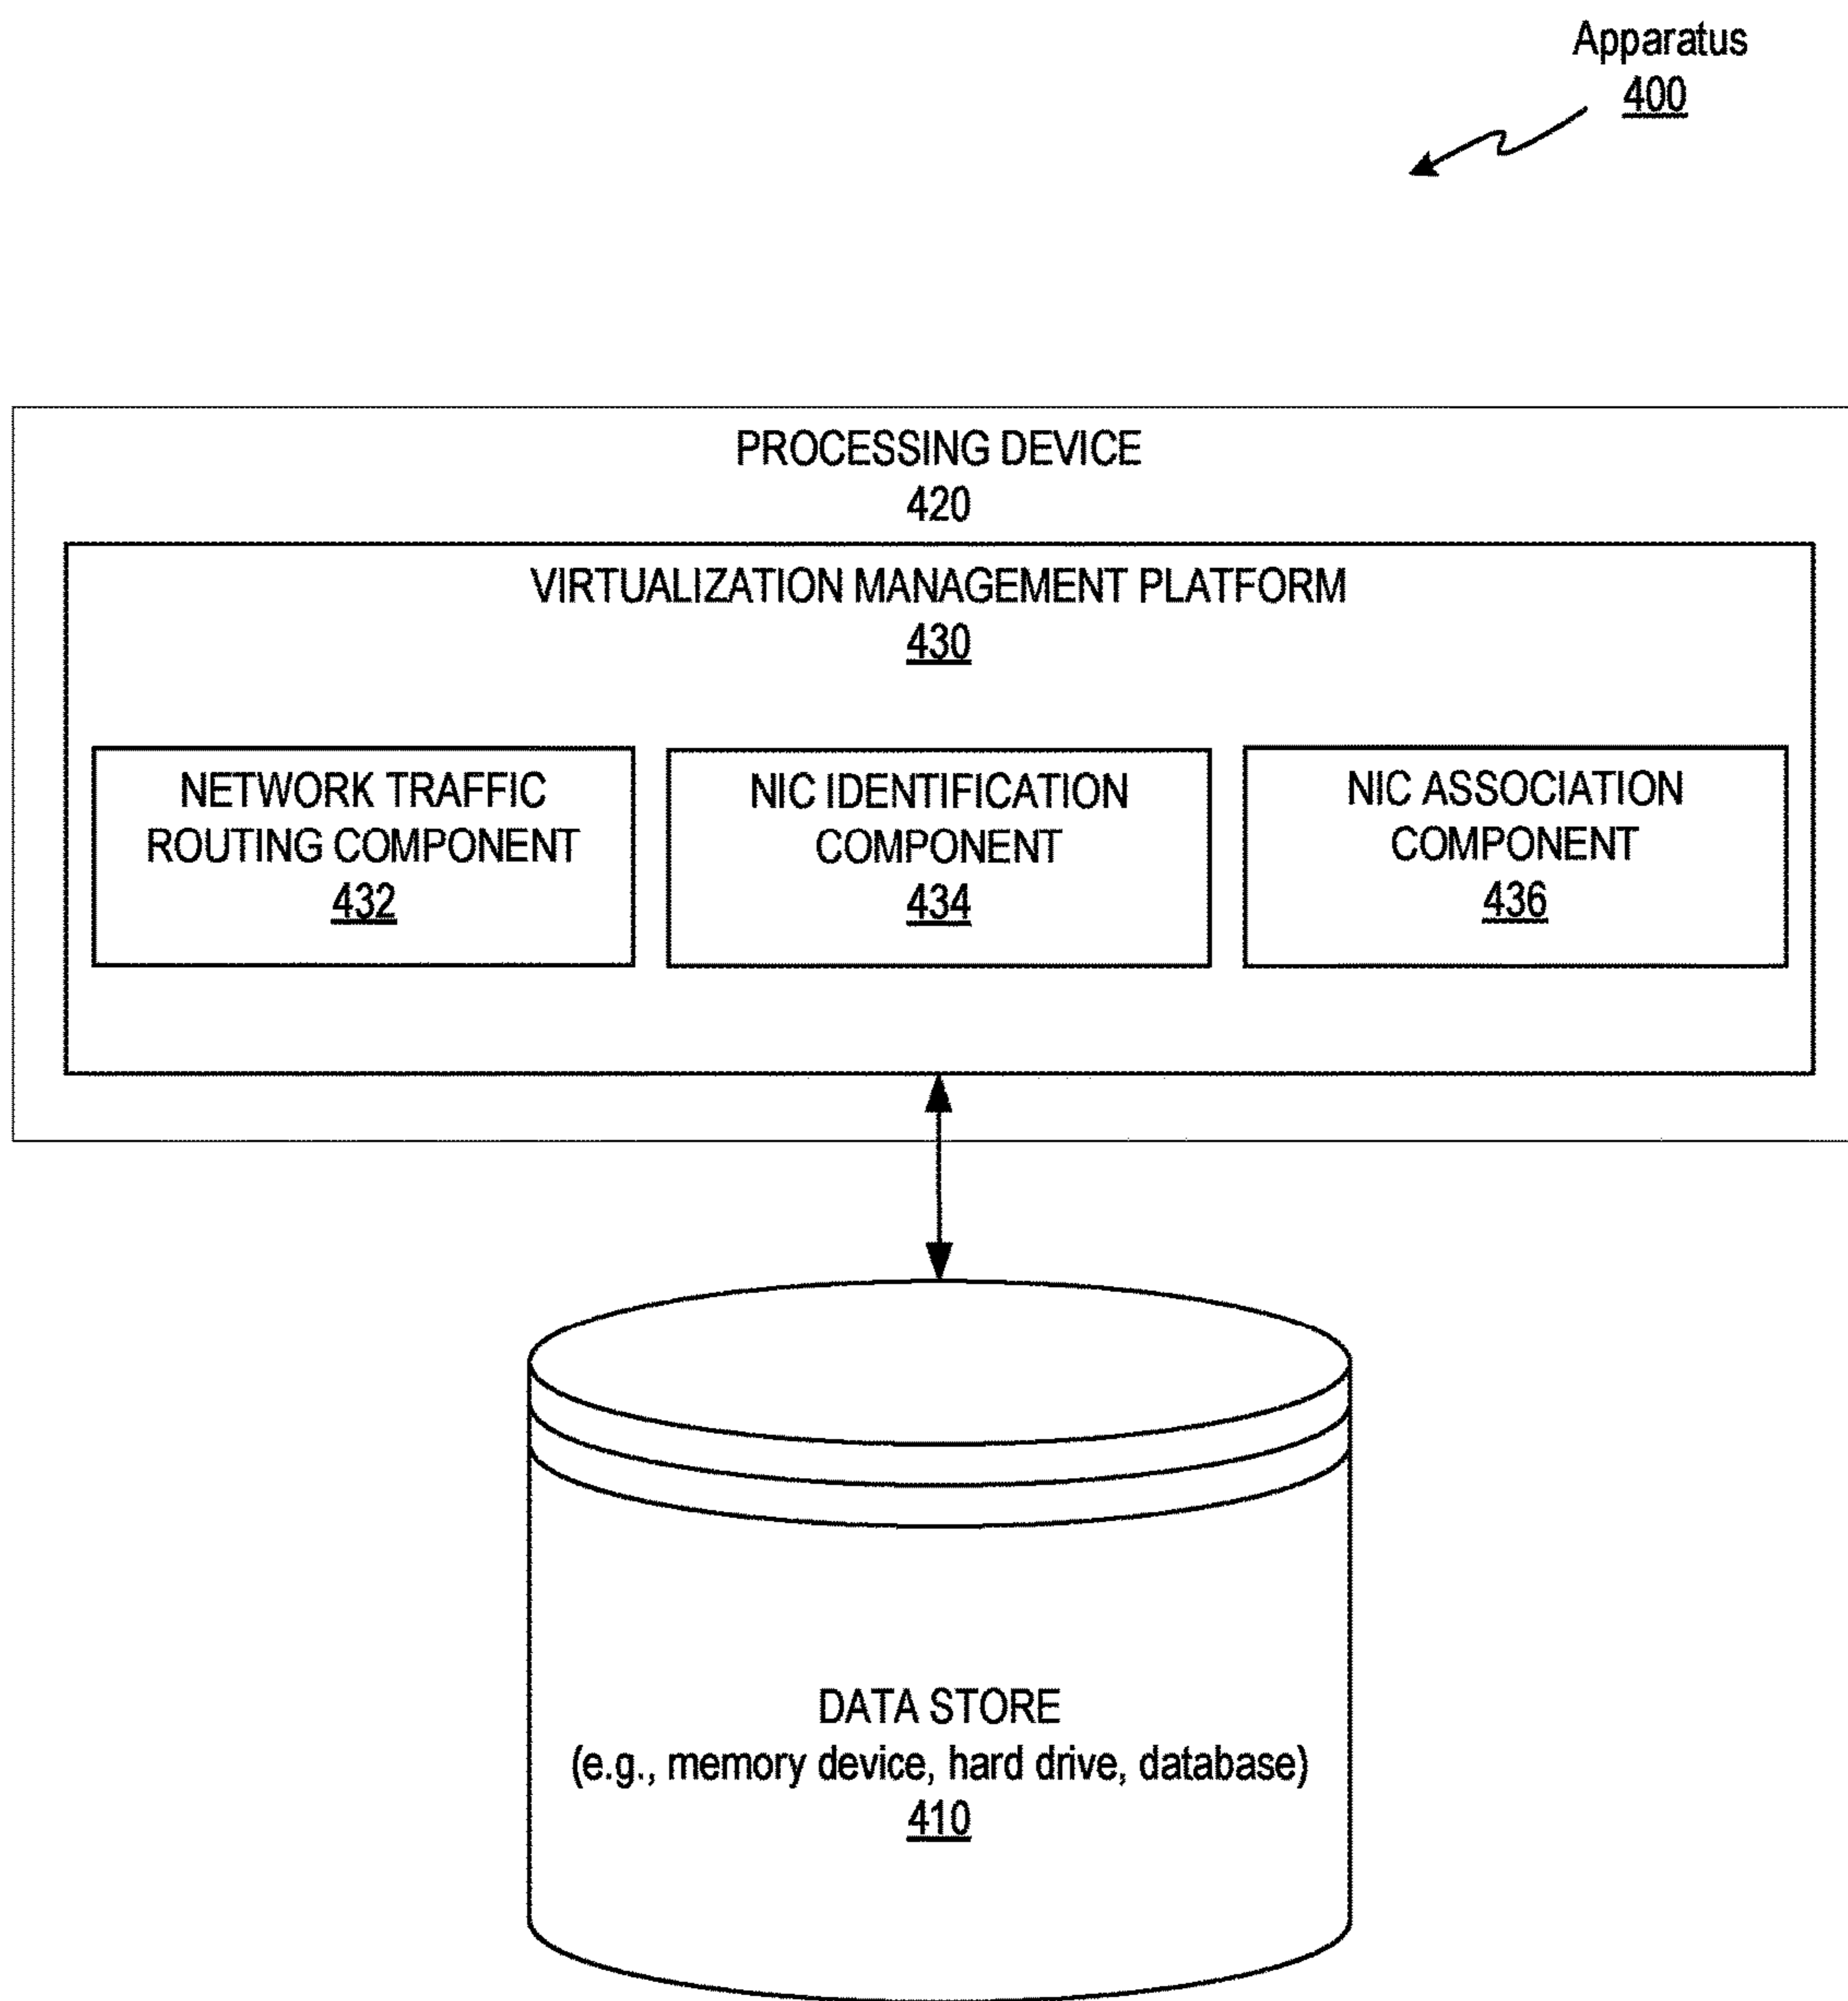 Apparatus
400
PROCESSING DEVICE
420
VIRTUALIZATION MANAGEMENT PLATFORM
430
NETWORK TRAFFIC
ROUTING COMPONENT
432
NIC IDENTIFICATION
COMPONENT
434
NIC ASSOCIATION
COMPONENT
436
DATA STORE
(e.g., memory device, hard drive, database)
410